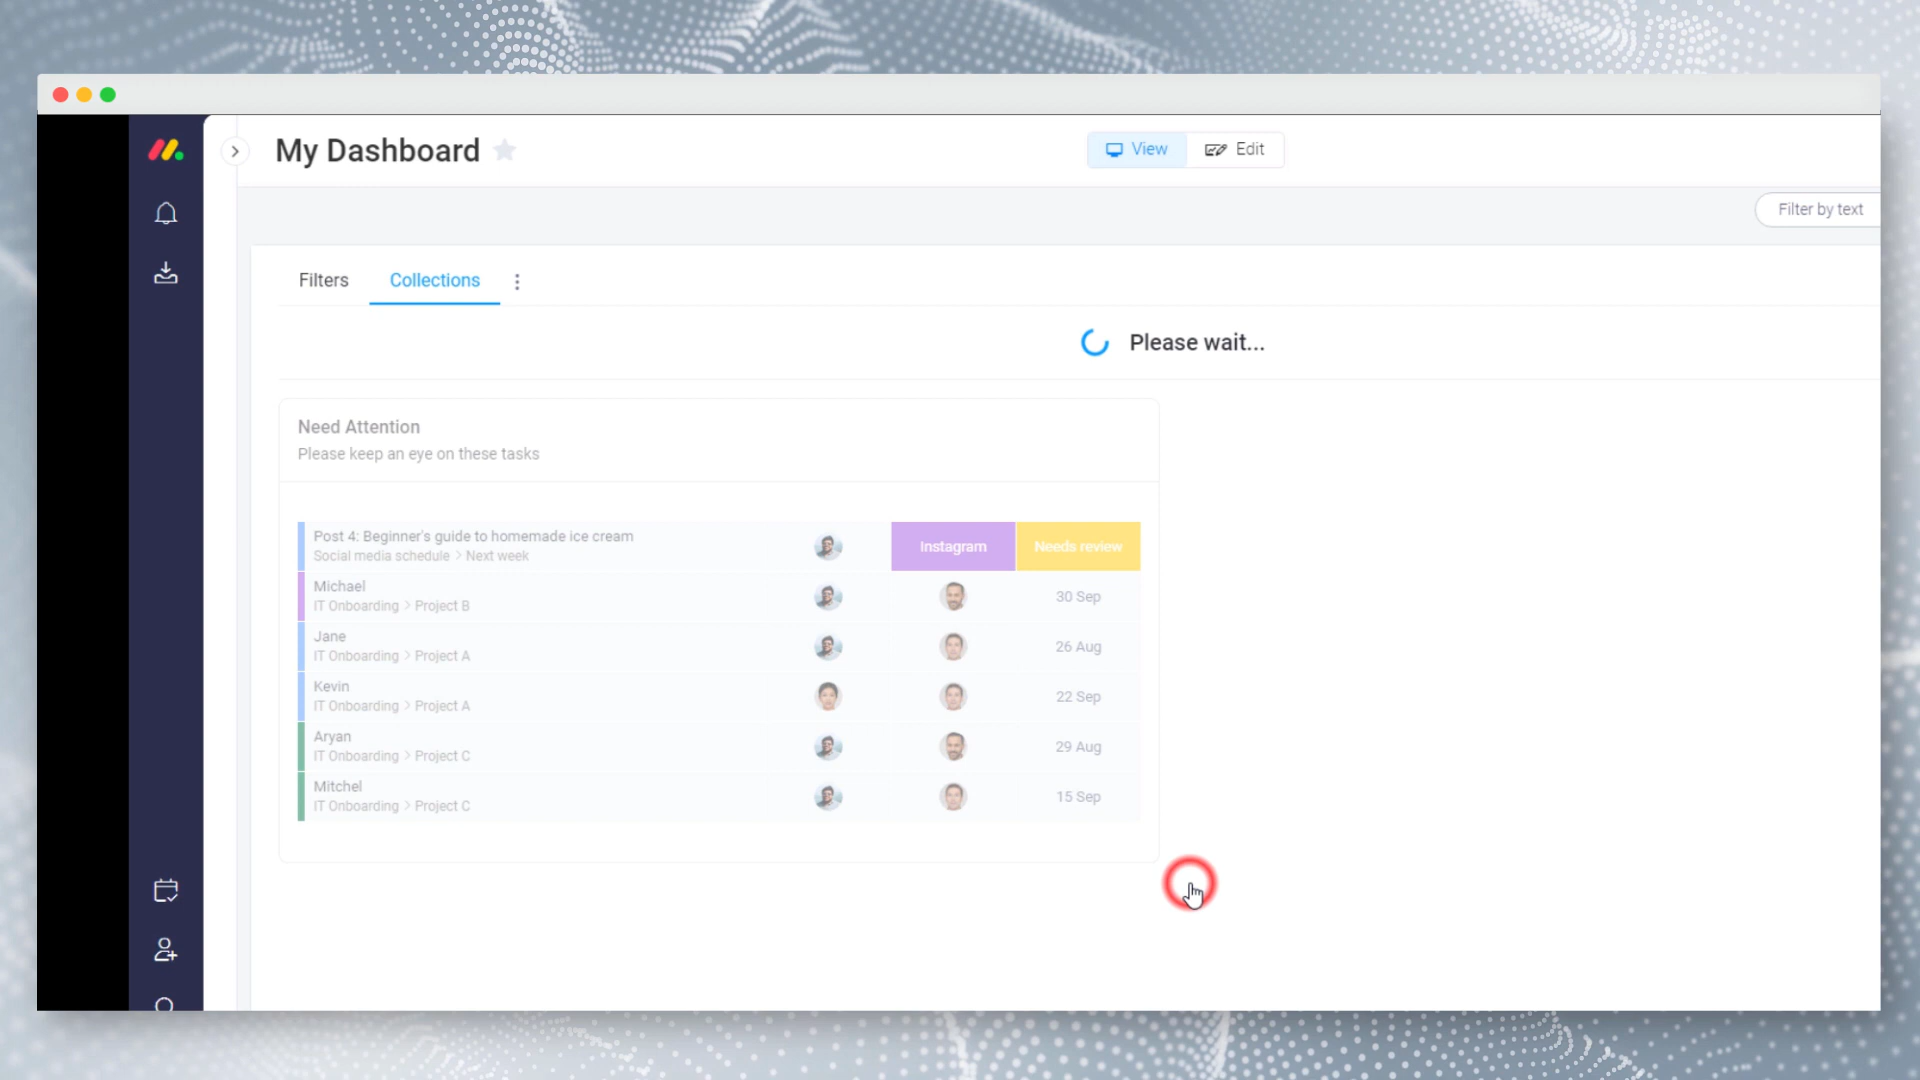 My Dashboard
View
Edit
Filter by text
Filters
Collections
Please wait...
Need Attention
Please keep an eye on these tasks
Post 4: Beginner's guide to homemade ice cream
Social media schedule > Next week
Instagram
Needs review
Michael
IT Onboarding > Project B
30 Sep
Jane
IT Onboarding > Project A
26 Aug
Kevin
IT Onboarding > Project A
22 Sep
Aryan
IT Onboarding > Project C
29 Aug
Mitchel
IT Onboarding > Project C
15 Sep